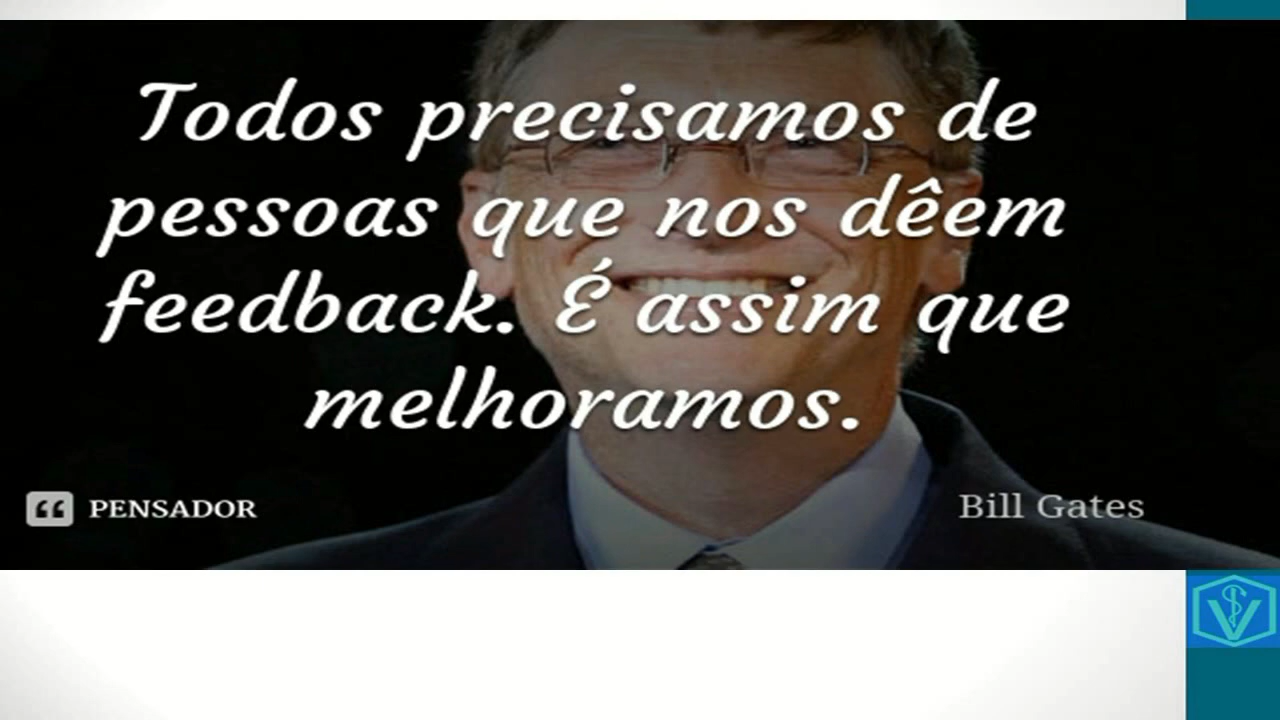 Todos precisamos de
pessoas que nos dêem
feedback. É assim que
melhoramos.
PENSADOR
Bill Gates